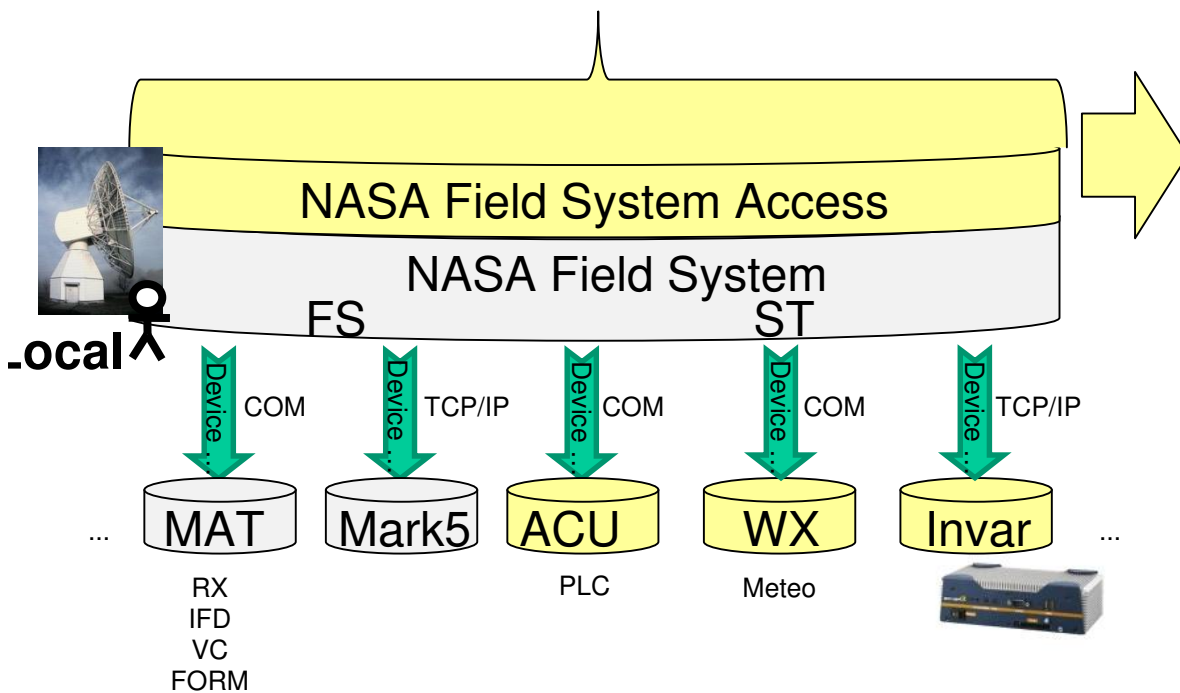 NASA Field System Access
NASA Field System
FS ST
.ocal
Device ... COM Device ... TCP/IP Device ... COM Device ... COM Device ... TCP/IP
... MAT Mark5 ACU WX Invar ...
RX PLC Meteo
IFD
VC
FORM